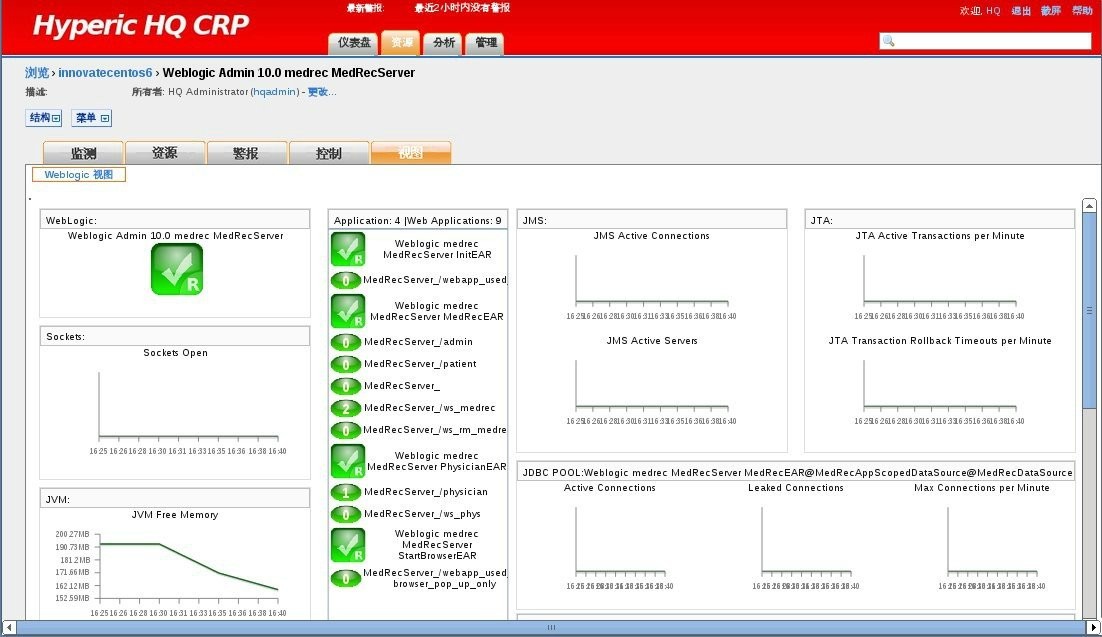 Hyperic HQ CRP
最新警报: 最近2小时内没有警报
欢迎, HQ 退出 截屏 帮助
仪表盘 资源 分析 管理
浏览 › innovatecentos6 › Weblogic Admin 10.0 medrec MedRecServer
描述: 所有者: HQ Administrator (hqadmin) - 更改...
结构 菜单
监测 资源 警报 控制 视图
Weblogic 视图
WebLogic:
Weblogic Admin 10.0 medrec MedRecServer
R
Sockets:
Sockets Open
16:25 16:26 16:28 16:30 16:31 16:33 16:35 16:36 16:38 16:40
JVM:
JVM Free Memory
200.27MB
190.73MB
181.2MB
171.66MB
162.12MB
152.59MB
16:25 16:26 16:28 16:30 16:31 16:33 16:35 16:36 16:38 16:40
Application: 4 |Web Applications: 9
R Weblogic medrec
MedRecServer InitEAR
0 MedRecServer_/webapp_used
R Weblogic medrec
MedRecServer MedRecEAR
0 MedRecServer_/admin
0 MedRecServer_/patient
0 MedRecServer_
2 MedRecServer_/ws_medrec
0 MedRecServer_/ws_rm_medre
R Weblogic medrec
MedRecServer PhysicianEAR
1 MedRecServer_/physician
0 MedRecServer_/ws_phys
R Weblogic medrec
MedRecServer
StartBrowserEAR
0 MedRecServer_/webapp_used
browser_pop_up_only
JMS:
JMS Active Connections
16:25 16:26 16:28 16:30 16:31 16:33 16:35 16:36 16:38 16:40
JMS Active Servers
16:25 16:26 16:28 16:30 16:31 16:33 16:35 16:36 16:38 16:40
JTA:
JTA Active Transactions per Minute
16:25 16:26 16:28 16:30 16:31 16:33 16:35 16:36 16:38 16:40
JTA Transaction Rollback Timeouts per Minute
16:25 16:26 16:28 16:30 16:31 16:33 16:35 16:36 16:38 16:40
JDBC POOL:Weblogic medrec MedRecServer MedRecEAR@MedRecAppScopedDataSource@MedRecDataSource
Active Connections Leaked Connections Max Connections per Minute